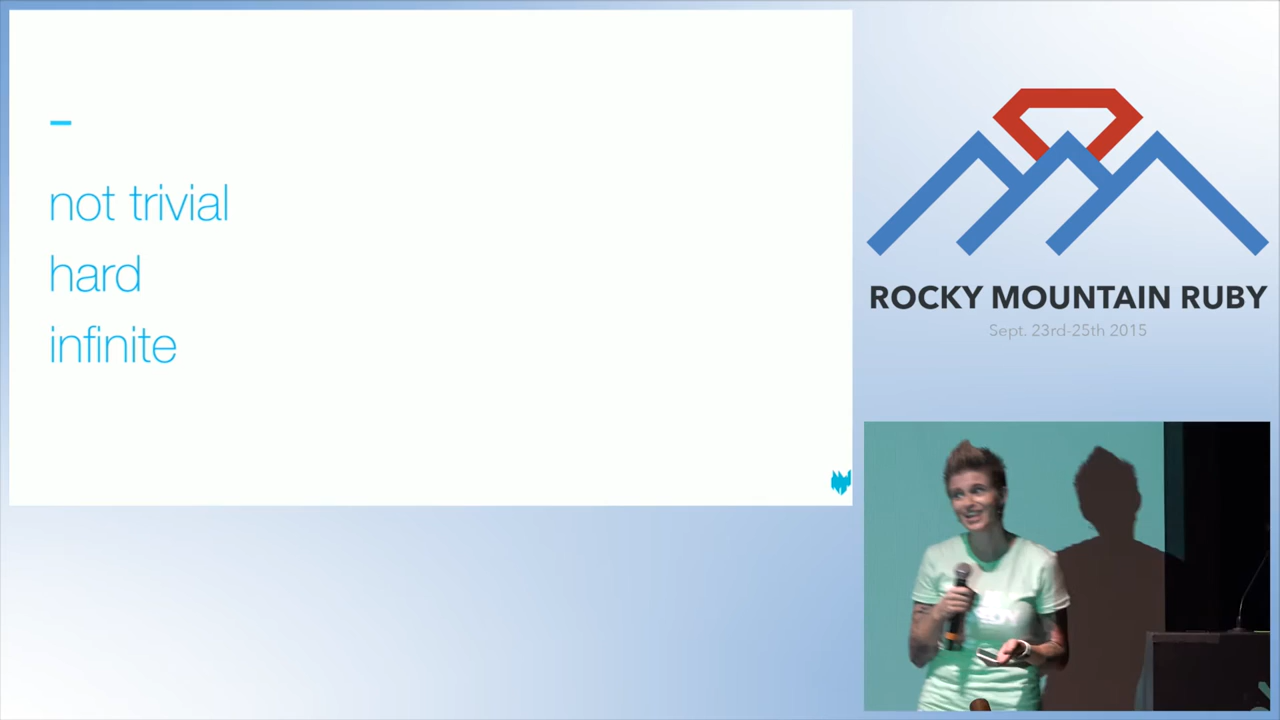 –
not trivial
hard
infinite
ROCKY MOUNTAIN RUBY
Sept. 23rd-25th 2015